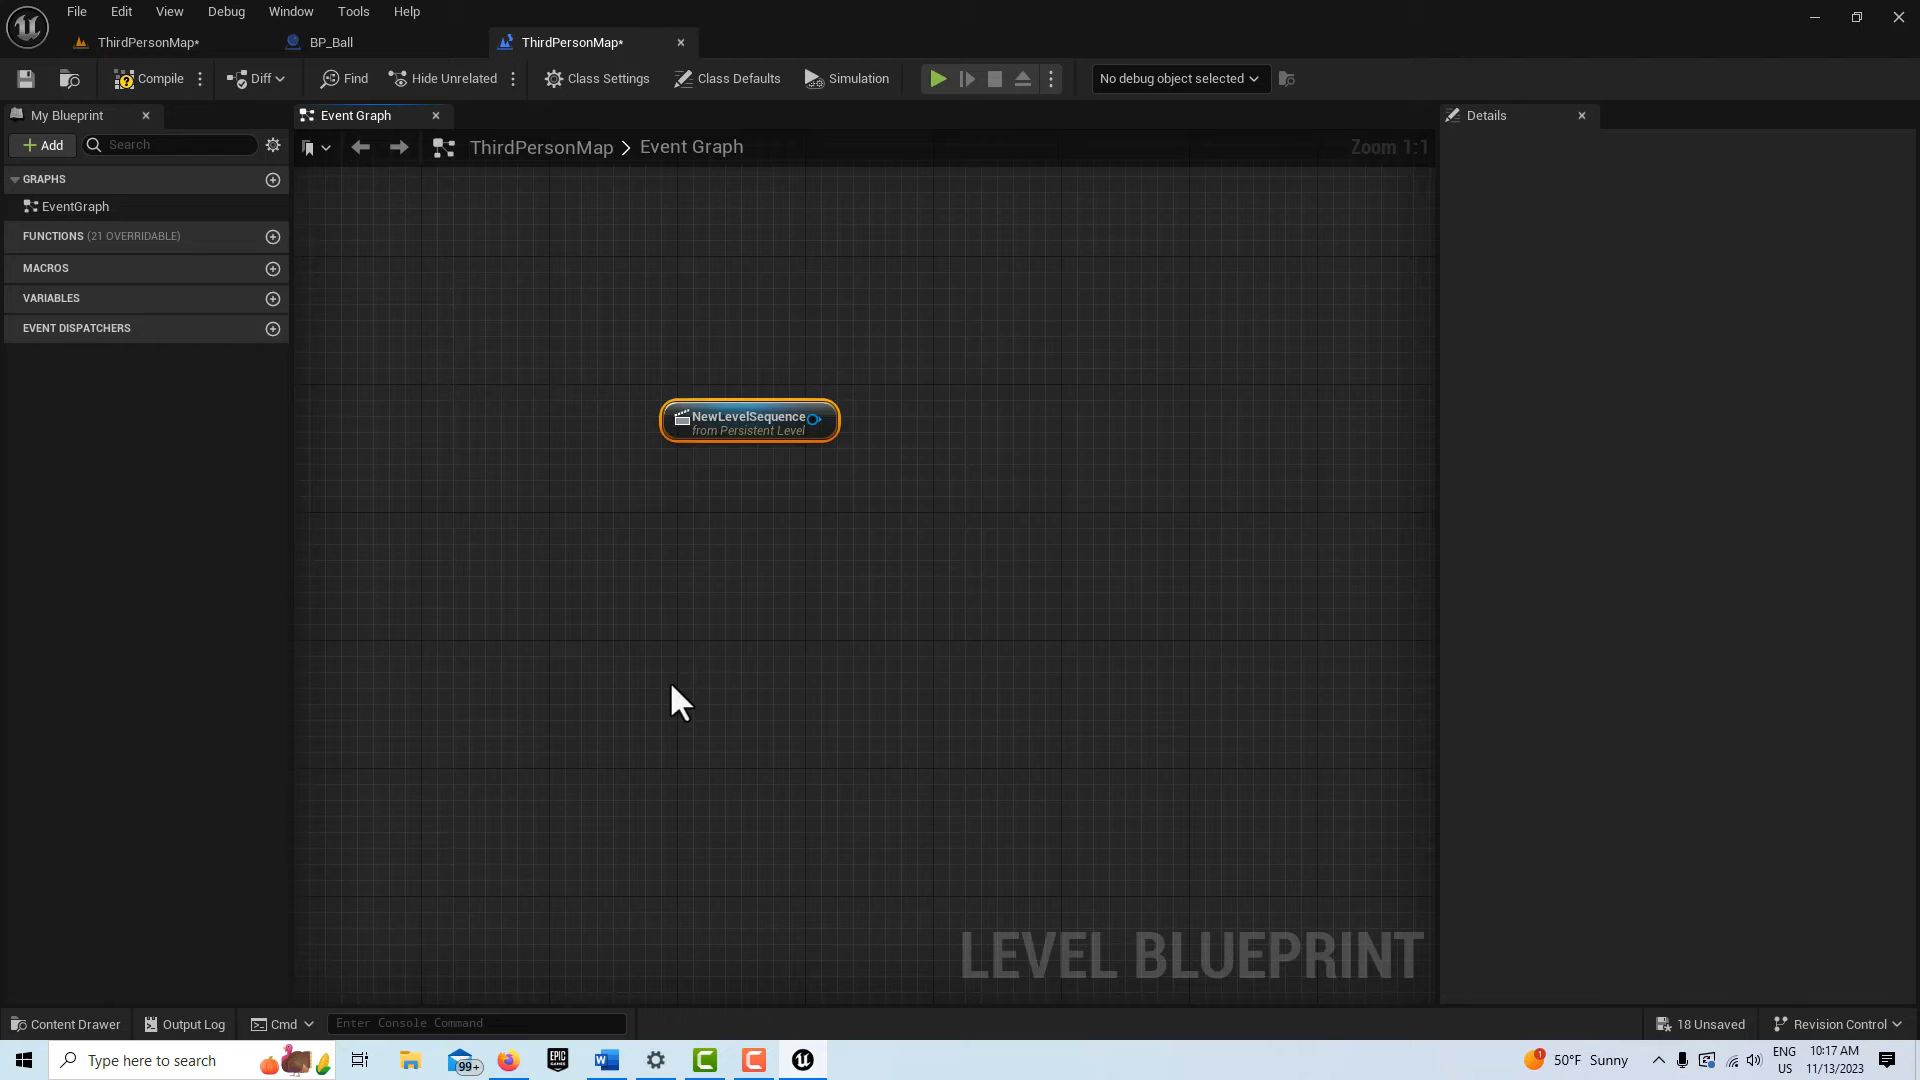 File Edit View Debug Window Tools Help
ThirdPersonMap* BP_Ball ThirdPersonMap*
Compile Diff Find Hide Unrelated Class Settings Class Defaults Simulation No debug object selected
My Blueprint Event Graph Details
Add Search ThirdPersonMap > Event Graph Zoom 1:1
GRAPHS
EventGraph
FUNCTIONS (21 OVERRIDABLE)
MACROS
VARIABLES
EVENT DISPATCHERS
NewLevelSequence
from Persistent Level
LEVEL BLUEPRINT
Content Drawer Output Log Cmd Enter Console Command 18 Unsaved Revision Control
Type here to search 99+ W EPIC GAMES 1 50°F Sunny ENG US 10:17 AM 11/13/2023